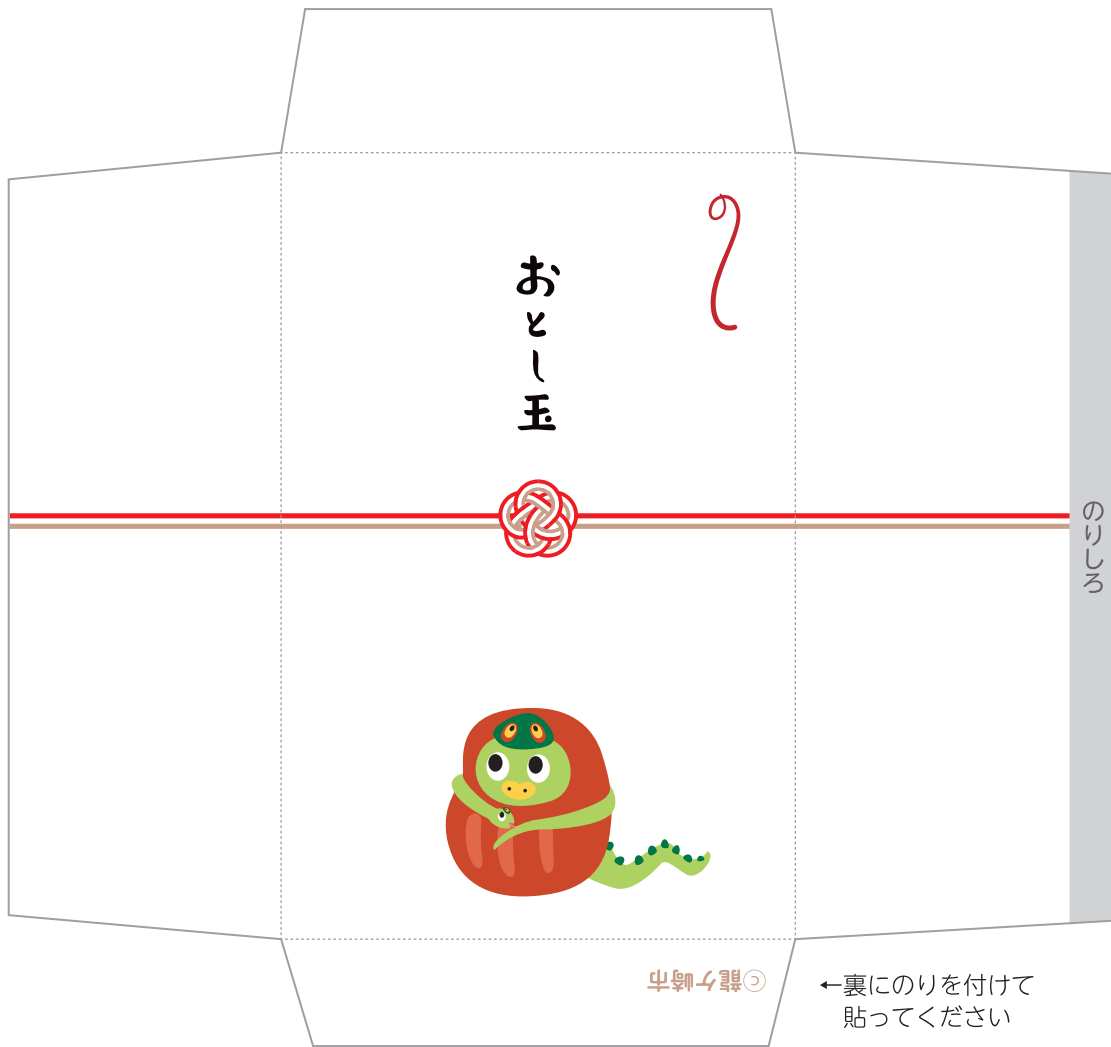 おとし玉
のりしろ
ⓒ龍ケ崎市
←裏にのりを付けて
貼ってください